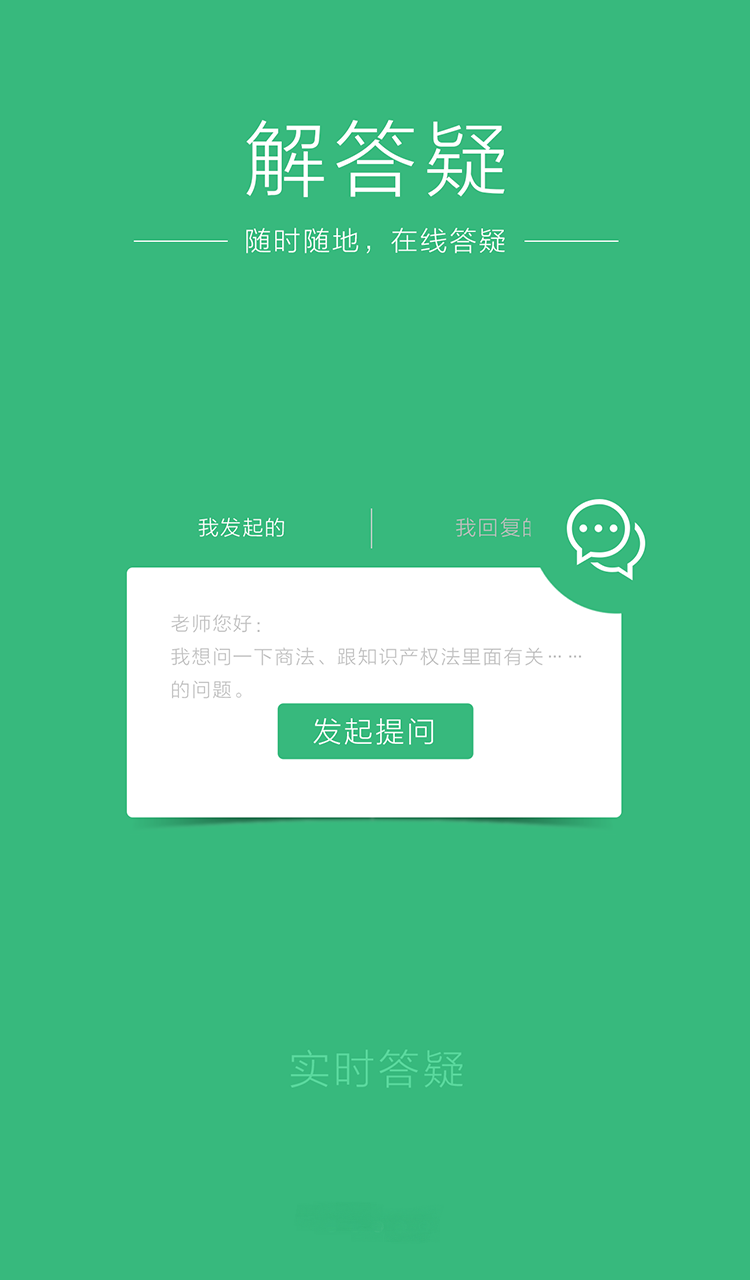 解答疑
随时随地，在线答疑
我发起的
我回复的
老师您好：
我想问一下商法、跟知识产权法里面有关……
的问题。
发起提问
实时答疑